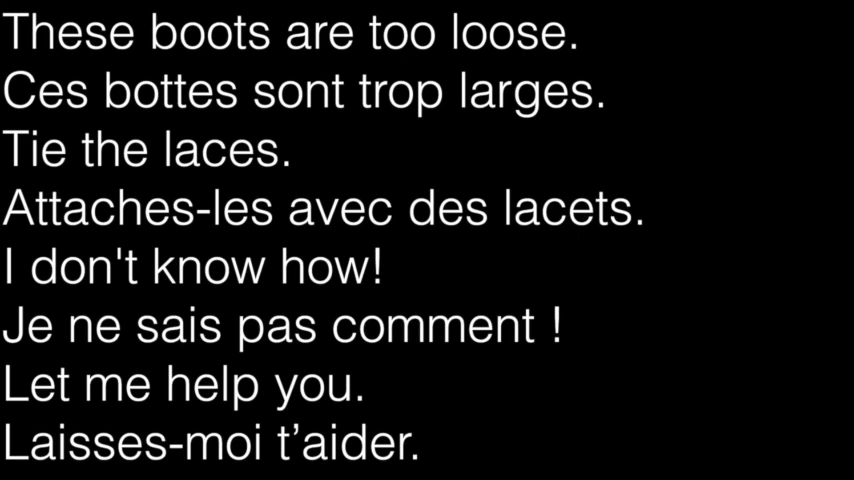 These boots are too loose.
Ces bottes sont trop larges.
Tie the laces.
Attaches-les avec des lacets.
I don't know how!
Je ne sais pas comment !
Let me help you.
Laisses-moi t’aider.